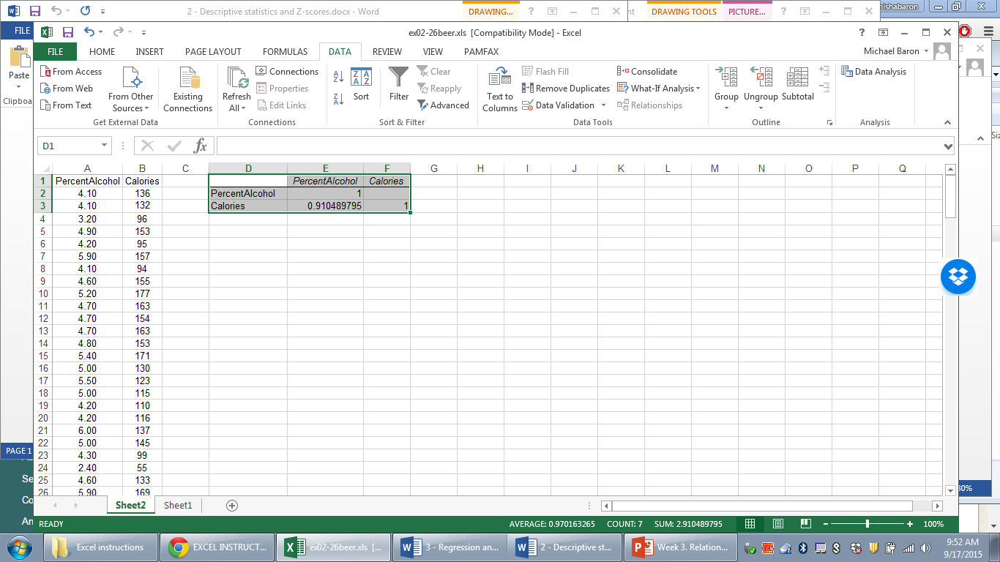 2 - Descriptive statistics and Z-scores.docx - Word DRAWING... ? DRAWING TOOLS PICTURE... ?
FILE ex02-26beer.xls [Compatibility Mode] - Excel ?
FILE HOME INSERT PAGE LAYOUT FORMULAS DATA REVIEW VIEW PAMFAX Michael Baron
Paste
Clipboa
From Access
From Web
From Text
From Other Sources
Get External Data
Existing Connections
Refresh All
Connections
Properties
Edit Links
Connections
Sort
Filter
Clear
Reapply
Advanced
Sort & Filter
Text to Columns
Flash Fill
Remove Duplicates
Data Validation
Consolidate
What-If Analysis
Relationships
Data Tools
Group Ungroup Subtotal
Outline
Data Analysis
Analysis
D1 fx
A B C D E F G H I J K L M N O P Q
1 PercentAlcohol Calories PercentAlcohol Calories
2 4.10 136 PercentAlcohol 1
3 4.10 132 Calories 0.910489795 1
4 3.20 96
5 4.90 153
6 4.20 95
7 5.90 157
8 4.10 94
9 4.60 155
10 5.20 177
11 4.70 163
12 4.70 154
13 4.70 163
14 4.80 153
15 5.40 171
16 5.00 130
17 5.50 123
18 5.00 115
19 4.20 110
20 4.20 116
21 6.00 137
22 5.00 145
23 4.30 99
24 2.40 55
25 4.60 133
26 5.90 169
PAGE 1
Se
Co
An
Sheet2 Sheet1
READY AVERAGE: 0.970163265 COUNT: 7 SUM: 2.910489795 100%
Excel instructions EXCEL INSTRUCT... ex02-26beer.xls [... 3 - Regression an... 2 - Descriptive st... Week 3. Relation... 9:52 AM
9/17/2015